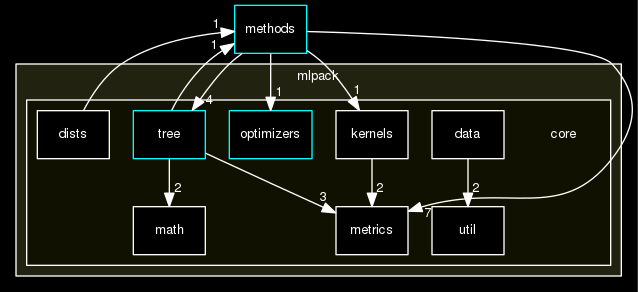 methods
1
1
mlpack
4
1
1
dists
tree
optimizers
kernels
data
core
2
3
2
2
7
math
metrics
util